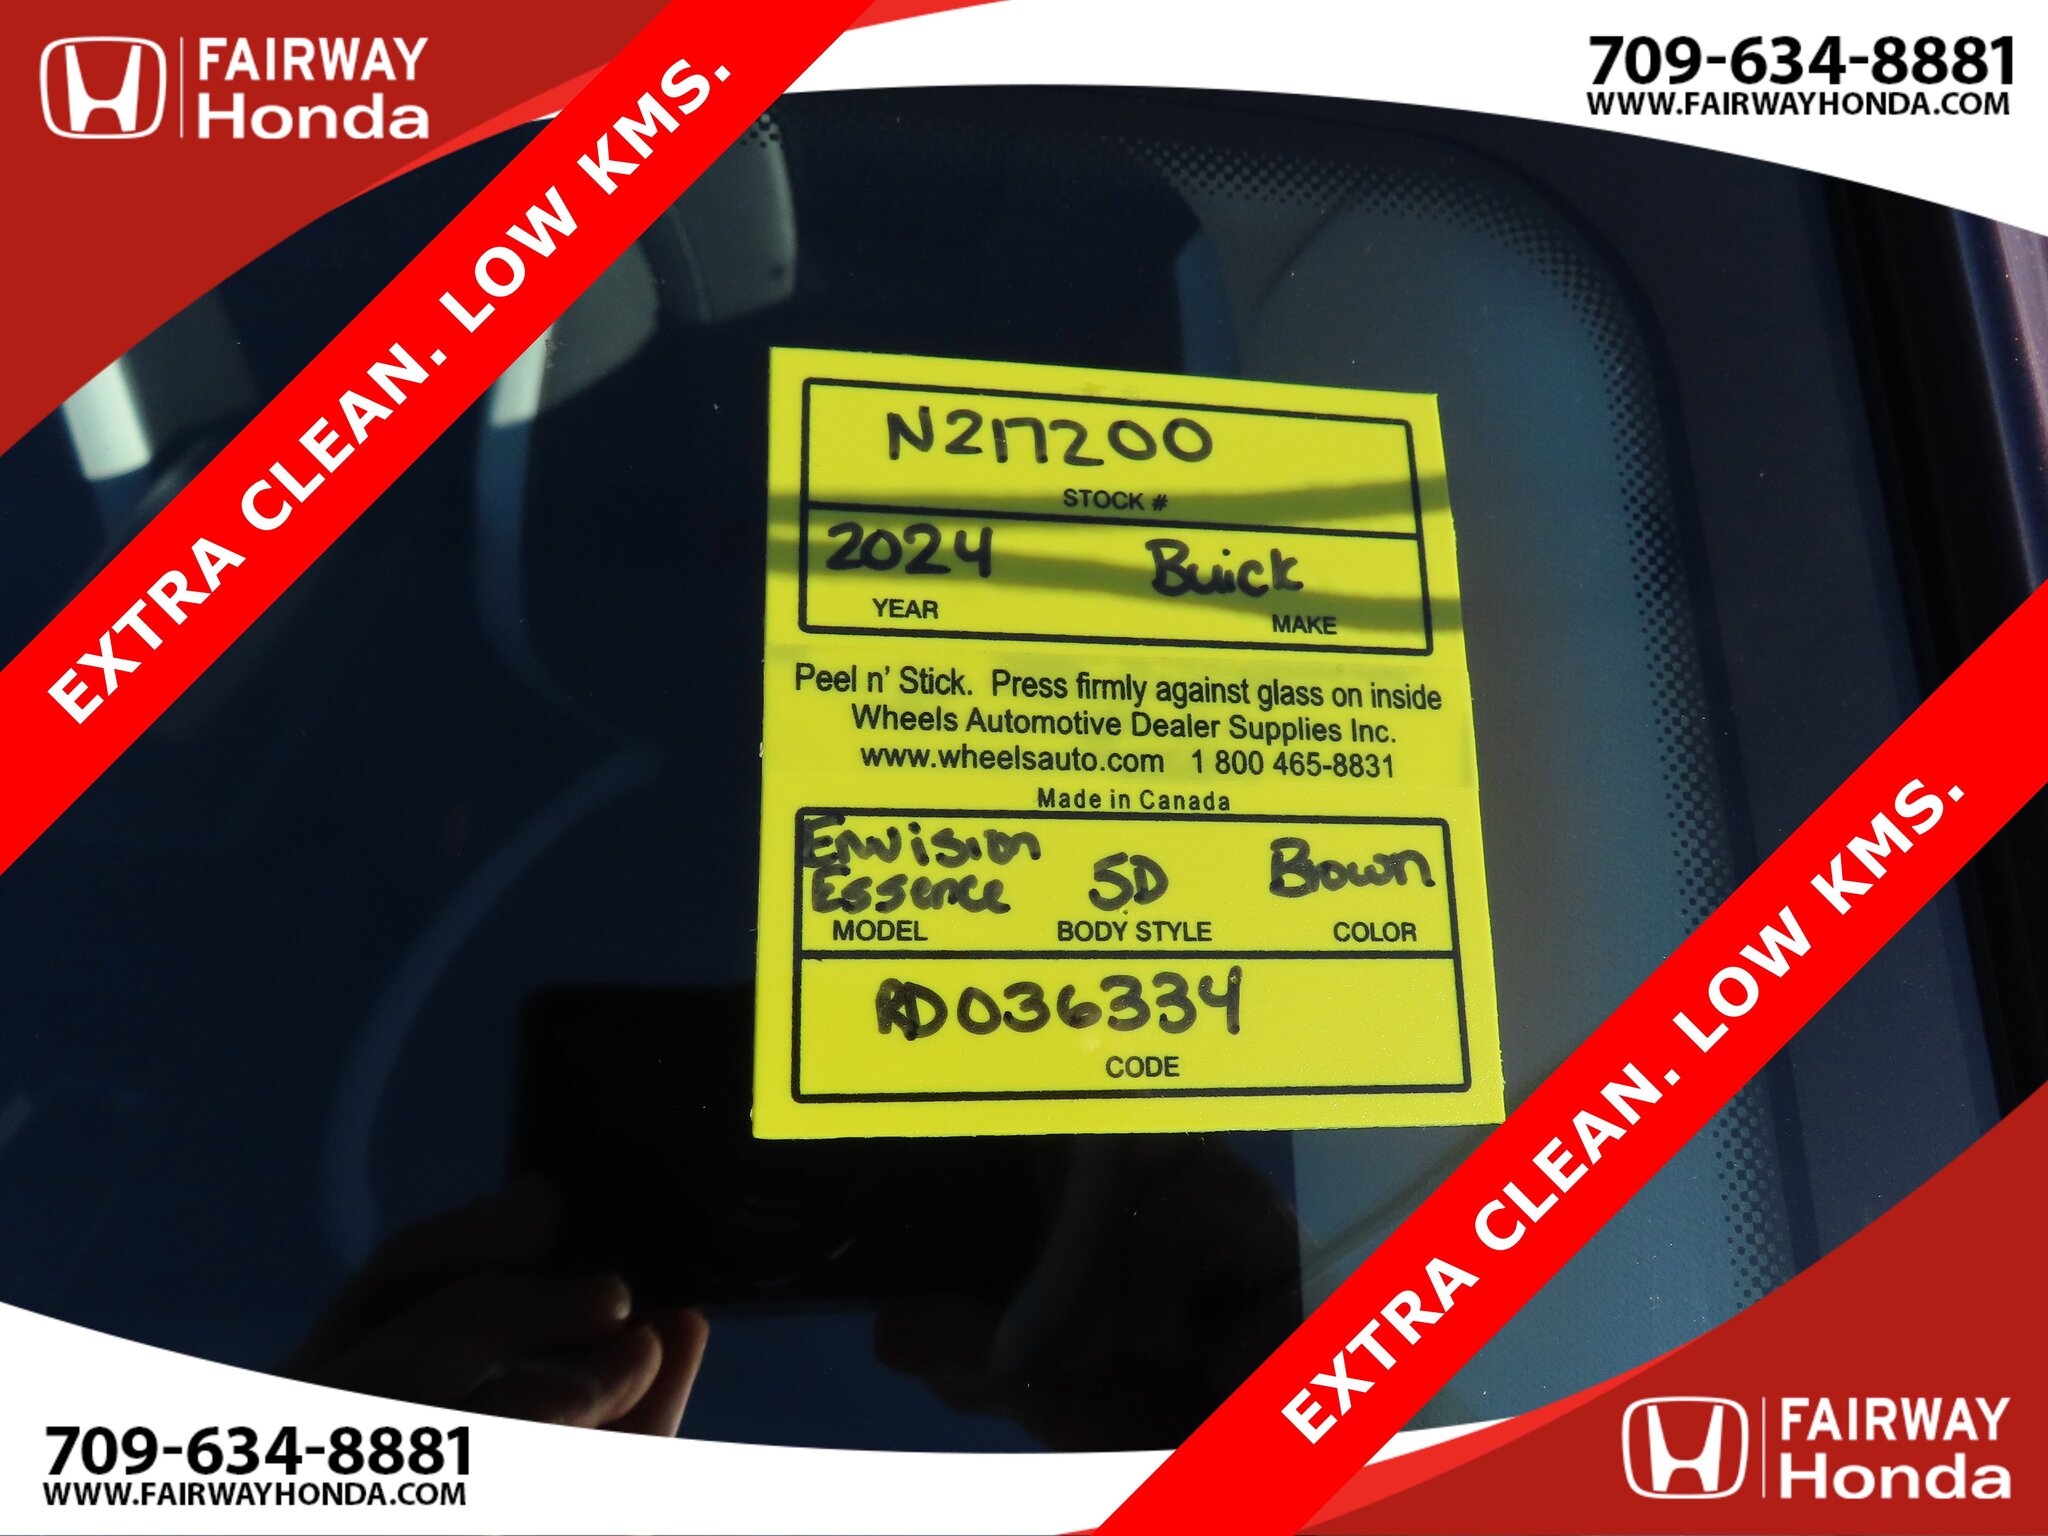 FAIRWAY
Honda
709-634-8881
WWW.FAIRWAYHONDA.COM
EXTRA CLEAN. LOW KMS.
N217200
STOCK #
2024 Buick
YEAR MAKE
Peel n' Stick. Press firmly against glass on inside
Wheels Automotive Dealer Supplies Inc.
www.wheelsauto.com 1 800 465-8831
Made in Canada
Envision
Essence 5D Brown
MODEL BODY STYLE COLOR
RD036334
CODE
EXTRA CLEAN. LOW KMS.
709-634-8881
WWW.FAIRWAYHONDA.COM
FAIRWAY
Honda